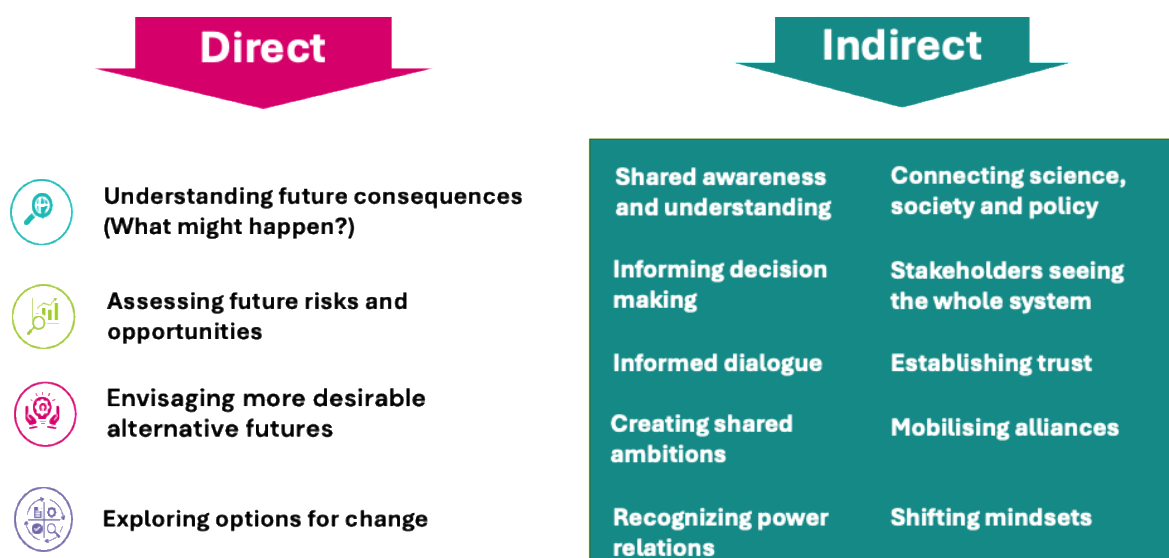 Direct
Understanding future consequences
(What might happen?)
Assessing future risks and
opportunities
Envisaging more desirable
alternative futures
Exploring options for change
Indirect
Shared awareness
and understanding
Informing decision
making
Informed dialogue
Creating shared
ambitions
Recognizing power
relations
Connecting science,
society and policy
Stakeholders seeing
the whole system
Establishing trust
Mobilising alliances
Shifting mindsets